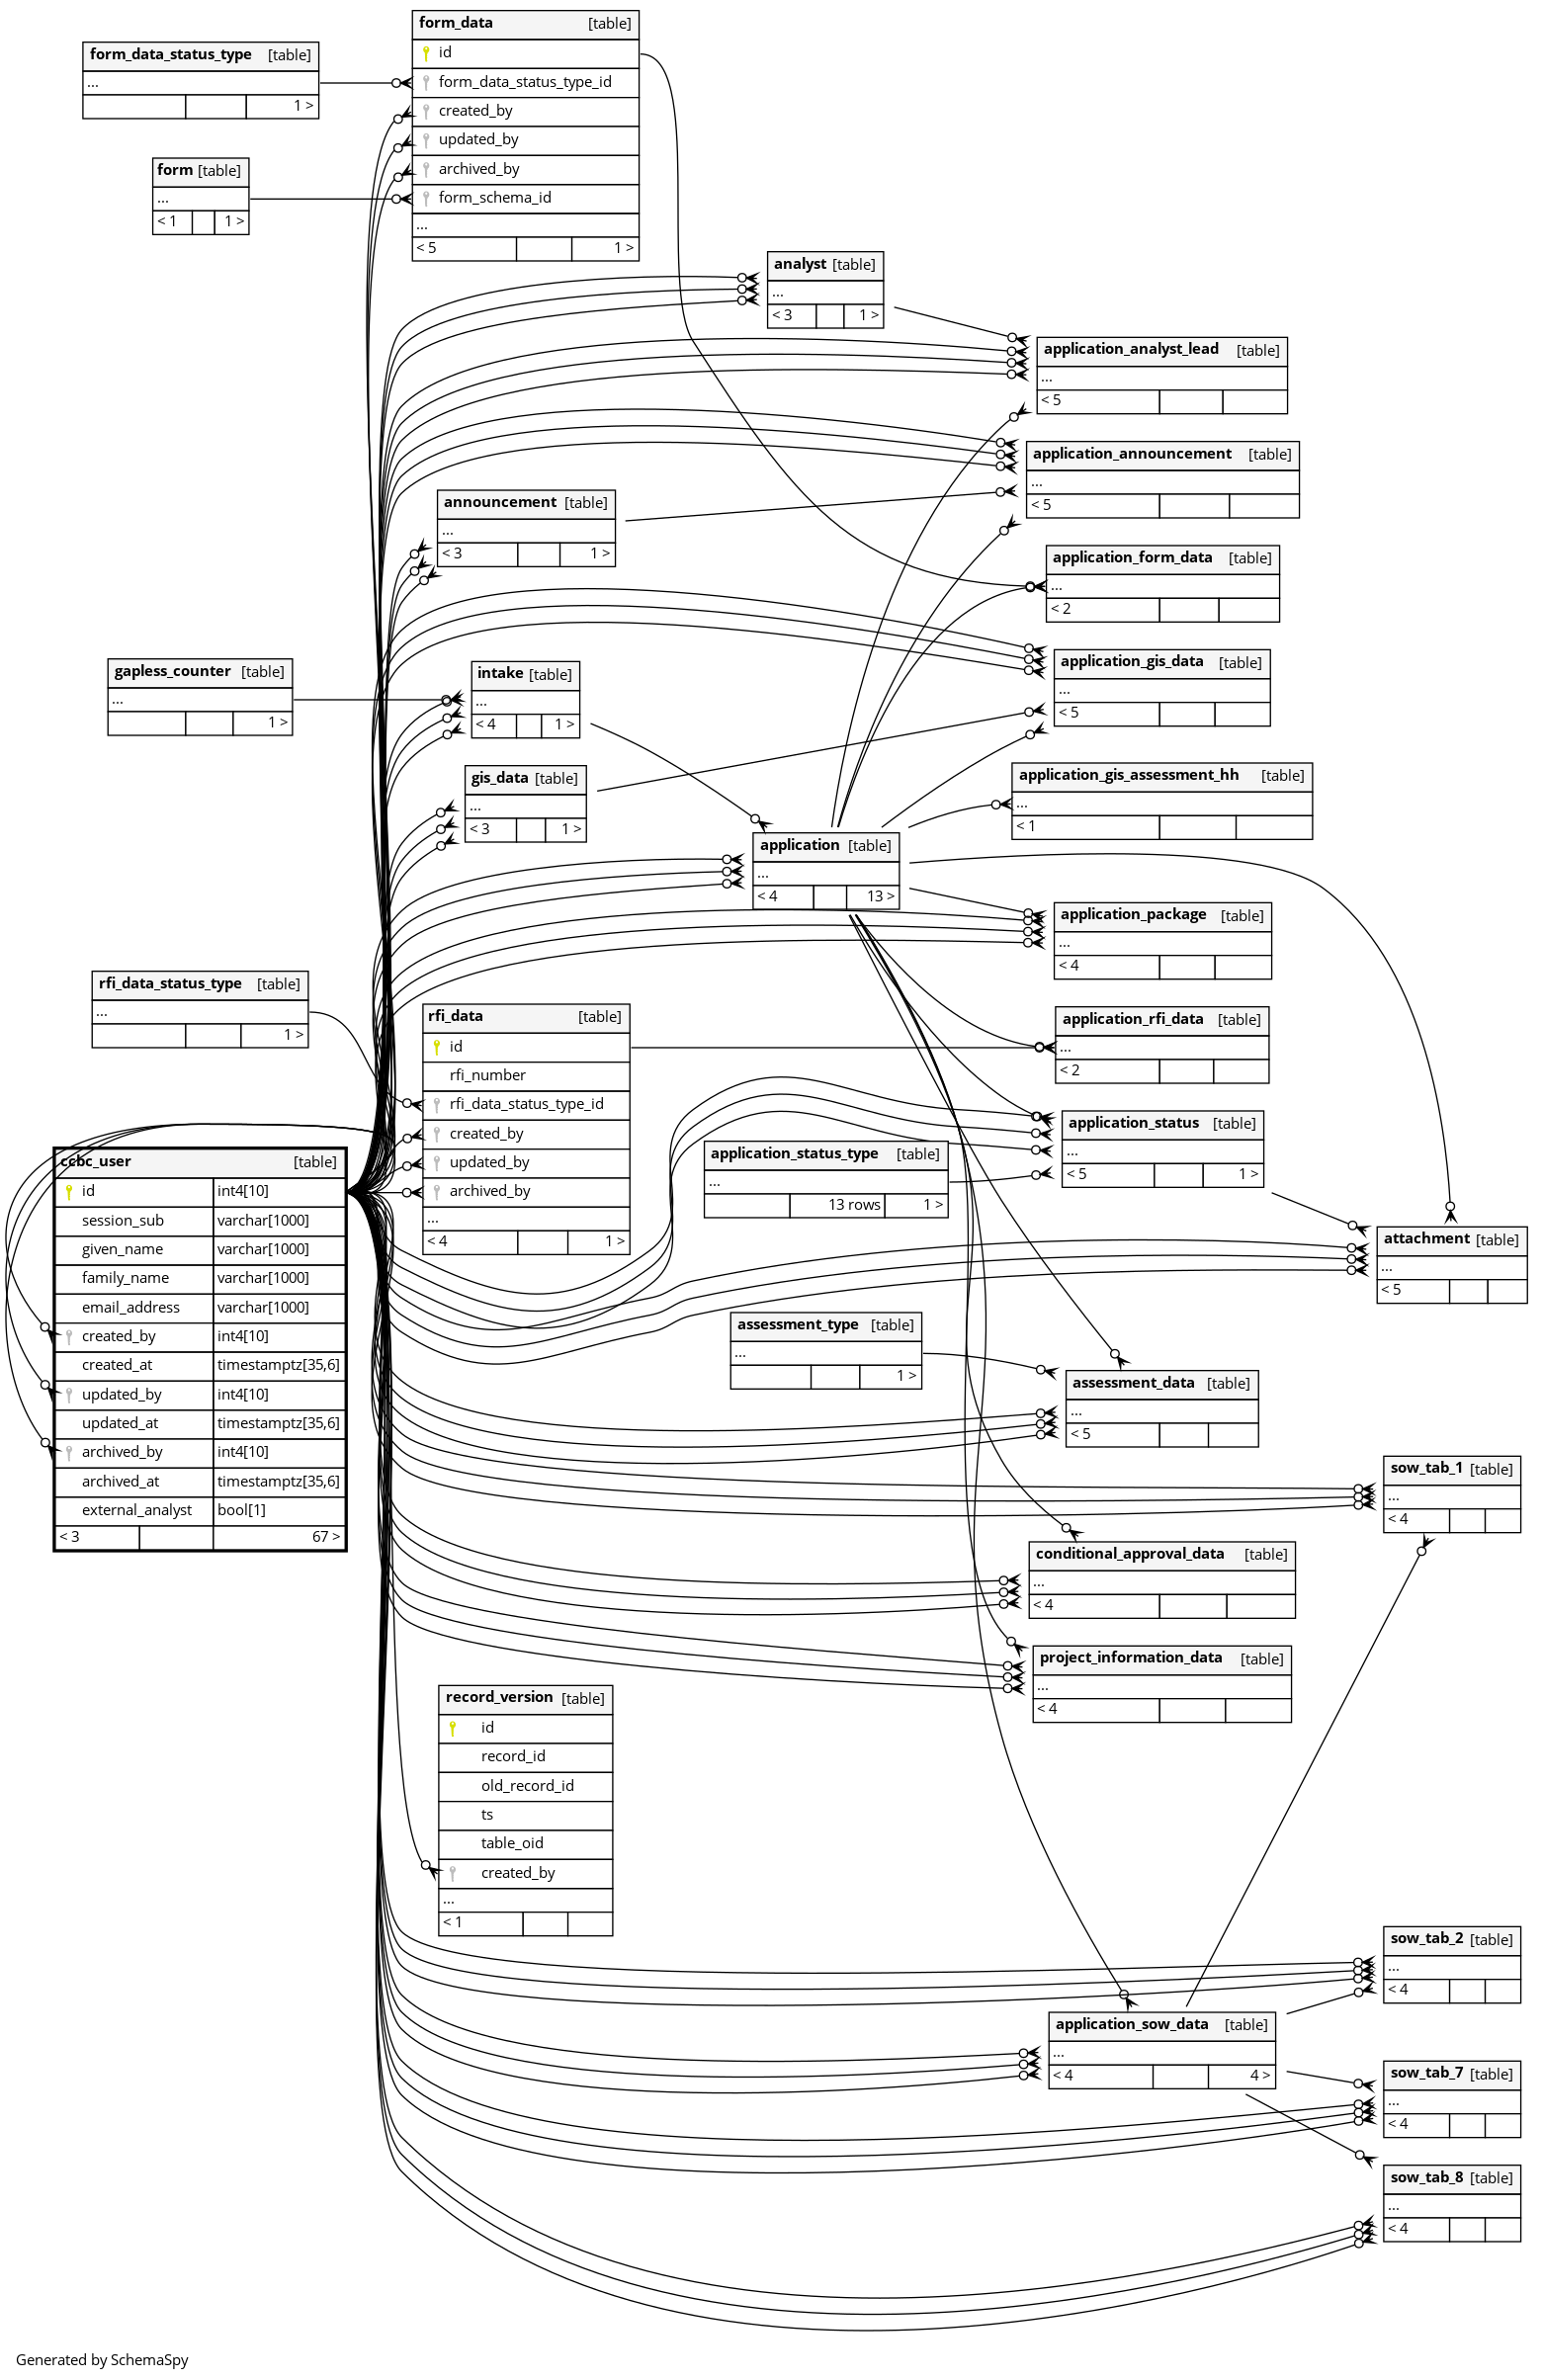 form_data [table]
id
form_data_status_type_id
created_by
updated_by
archived_by
form_schema_id
...
< 5 1 >
form_data_status_type [table]
...
1 >
form [table]
...
< 1 1 >
analyst [table]
...
< 3 1 >
application_analyst_lead [table]
...
< 5
application_announcement [table]
...
< 5
announcement [table]
...
< 3 1 >
application_form_data [table]
...
< 2
application_gis_data [table]
...
< 5
gapless_counter [table]
...
1 >
intake [table]
...
< 4 1 >
gis_data [table]
...
< 3 1 >
application_gis_assessment_hh [table]
...
< 1
application [table]
...
< 4 13 >
application_package [table]
...
< 4
rfi_data_status_type [table]
...
1 >
rfi_data [table]
id
rfi_number
rfi_data_status_type_id
created_by
updated_by
archived_by
...
< 4 1 >
application_rfi_data [table]
...
< 2
application_status [table]
...
< 5 1 >
application_status_type [table]
...
13 rows 1 >
ccbc_user [table]
id int4[10]
session_sub varchar[1000]
given_name varchar[1000]
family_name varchar[1000]
email_address varchar[1000]
created_by int4[10]
created_at timestamptz[35,6]
updated_by int4[10]
updated_at timestamptz[35,6]
archived_by int4[10]
archived_at timestamptz[35,6]
external_analyst bool[1]
< 3 67 >
attachment [table]
...
< 5
assessment_type [table]
...
1 >
assessment_data [table]
...
< 5
sow_tab_1 [table]
...
< 4
conditional_approval_data [table]
...
< 4
project_information_data [table]
...
< 4
record_version [table]
id
record_id
old_record_id
ts
table_oid
created_by
...
< 1
sow_tab_2 [table]
...
< 4
application_sow_data [table]
...
< 4 4 >
sow_tab_7 [table]
...
< 4
sow_tab_8 [table]
...
< 4
Generated by SchemaSpy